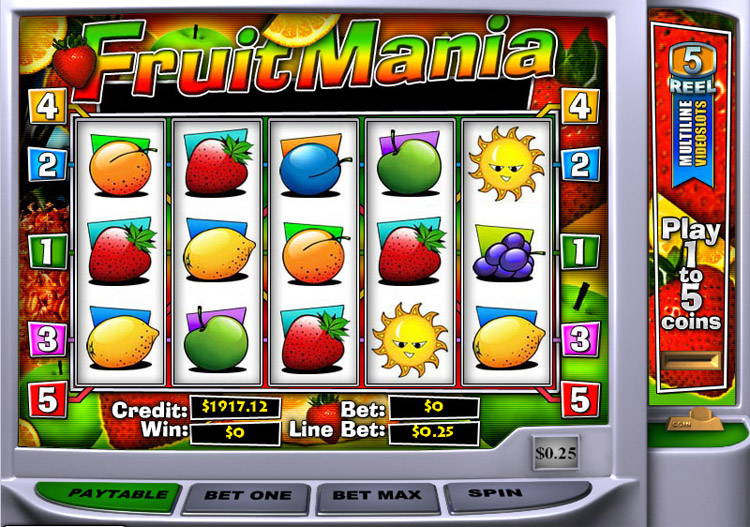 FruitMania
4 4
2 2
1 1
3 3
5 5
Credit: $1917.12 Bet: $0
Win: $0 Line Bet: $0.25
$0.25
PAYTABLE BET ONE BET MAX SPIN
5
REEL
MULTILINE
VIDEOSLOTS
Play
1
to
5
coins
COIN